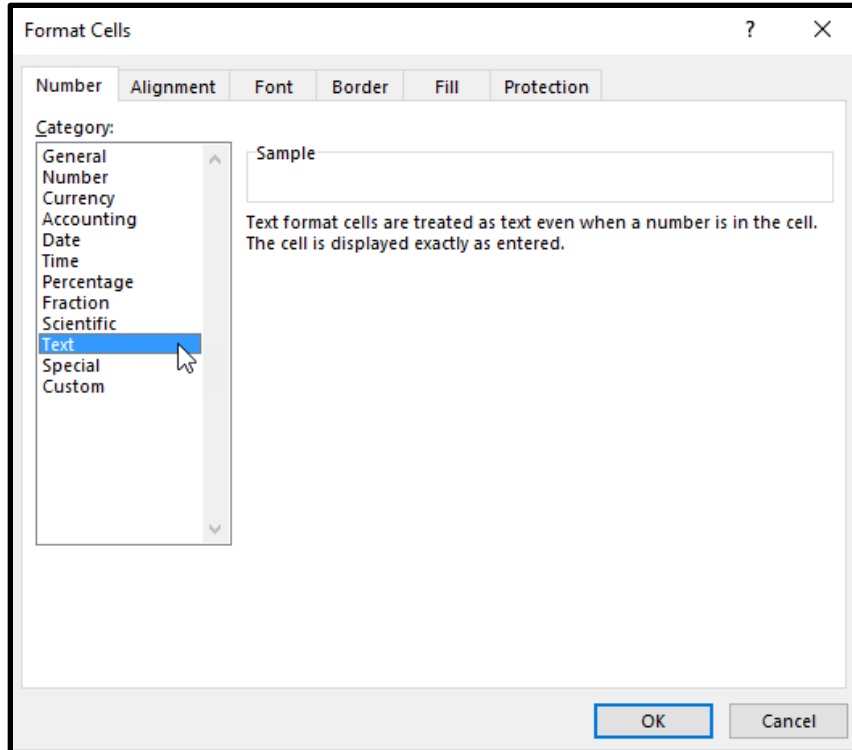 Format Cells
?
Number Alignment Font Border Fill Protection
Category:
General
Number
Currency
Accounting
Date
Time
Percentage
Fraction
Scientific
Text
Special
Custom
Sample
Text format cells are treated as text even when a number is in the cell.
The cell is displayed exactly as entered.
OK Cancel